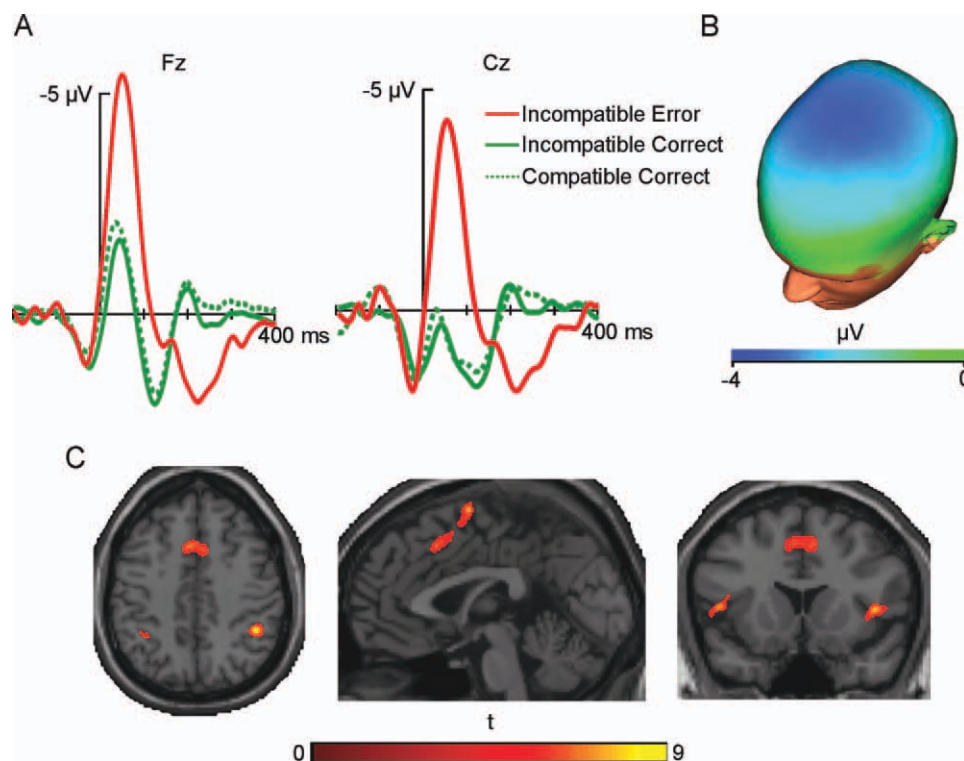 A
B
Fz
Cz
-5 µV
-5 µV
Incompatible Error
Incompatible Correct
Compatible Correct
400 ms
400 ms
µV
-4
0
C
t
0
9